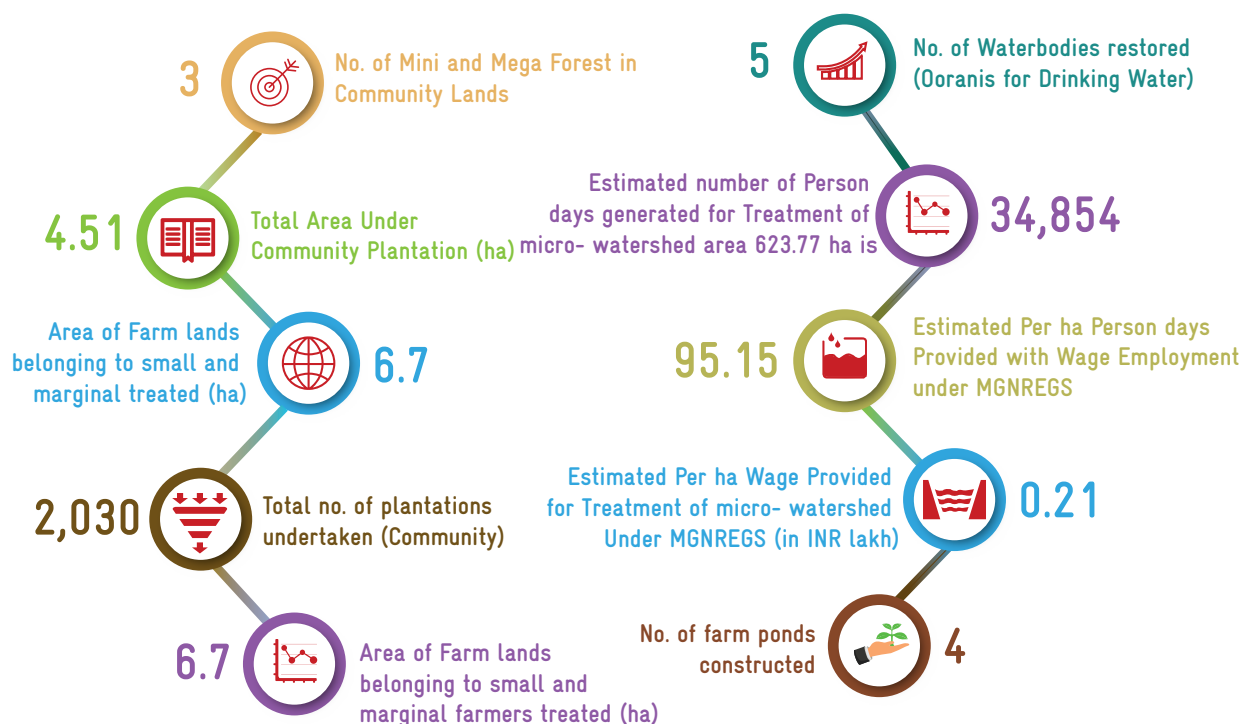 3
No. of Mini and Mega Forest in
Community Lands
4.51
Total Area Under
Community Plantation (ha)
Area of Farm lands
belonging to small and
marginal treated (ha)
6.7
2,030
Total no. of plantations
undertaken (Community)
6.7
Area of Farm lands
belonging to small and
marginal farmers treated (ha)
5
No. of Waterbodies restored
(Ooranis for Drinking Water)
Estimated number of Person
days generated for Treatment of
micro- watershed area 623.77 ha is
34,854
95.15
Estimated Per ha Person days
Provided with Wage Employment
under MGNREGS
Estimated Per ha Wage Provided
for Treatment of micro- watershed
Under MGNREGS (in INR lakh)
0.21
No. of farm ponds
constructed
4